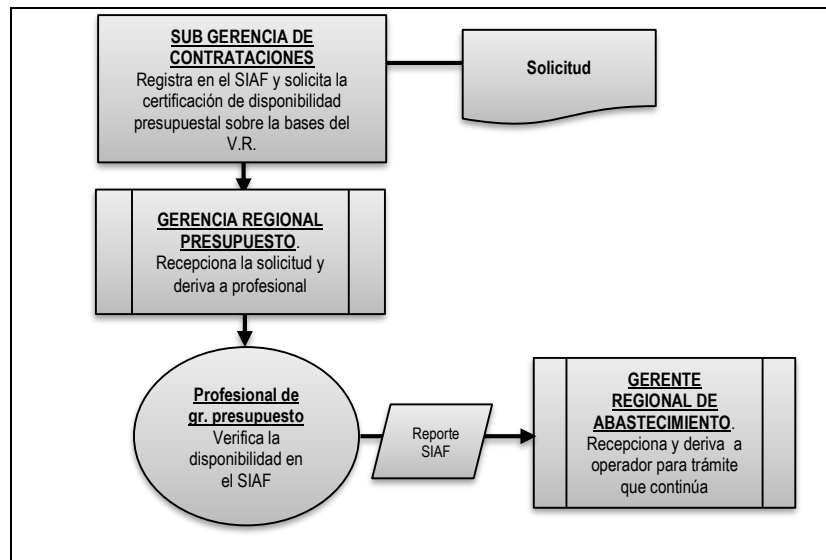 SUB GERENCIA DE
CONTRATACIONES
Registra en el SIAF y solicita la
certificación de disponibilidad
presupuestal sobre la bases del
V.R.
Solicitud
GERENCIA REGIONAL
PRESUPUESTO.
Recepciona la solicitud y
deriva a profesional
Profesional de
gr. presupuesto
Verifica la
disponibilidad en
el SIAF
Reporte
SIAF
GERENTE
REGIONAL DE
ABASTECIMIENTO.
Recepciona y deriva a
operador para trámite
que continúa